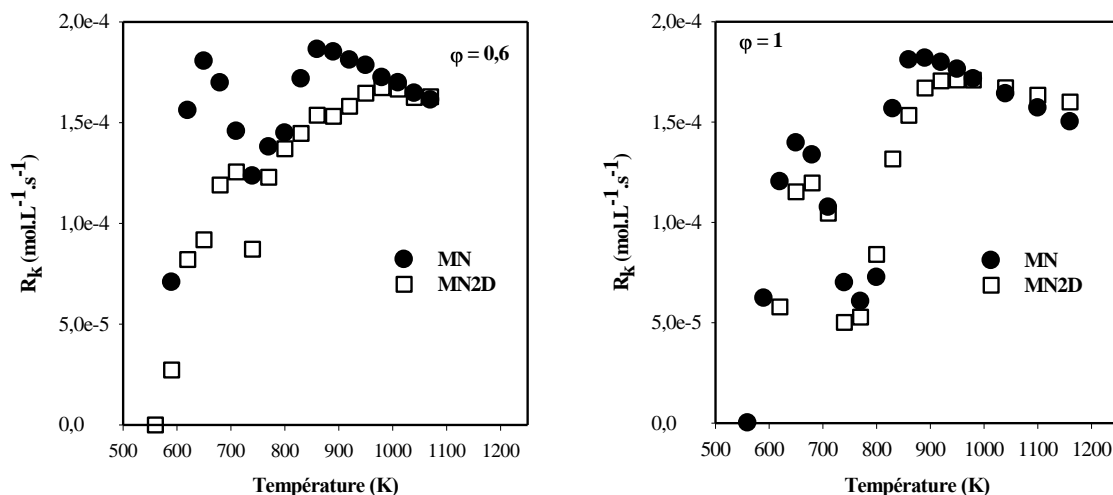 2,0e-4
1,5e-4
1,0e-4
5,0e-5
0,0
Rk (mol.L-1.s-1)
φ = 0,6
MN
MN2D
500 600 700 800 900 1000 1100 1200
Température (K)
2,0e-4
1,5e-4
1,0e-4
5,0e-5
0,0
Rk (mol.L-1.s-1)
φ = 1
MN
MN2D
500 600 700 800 900 1000 1100 1200
Température (K)